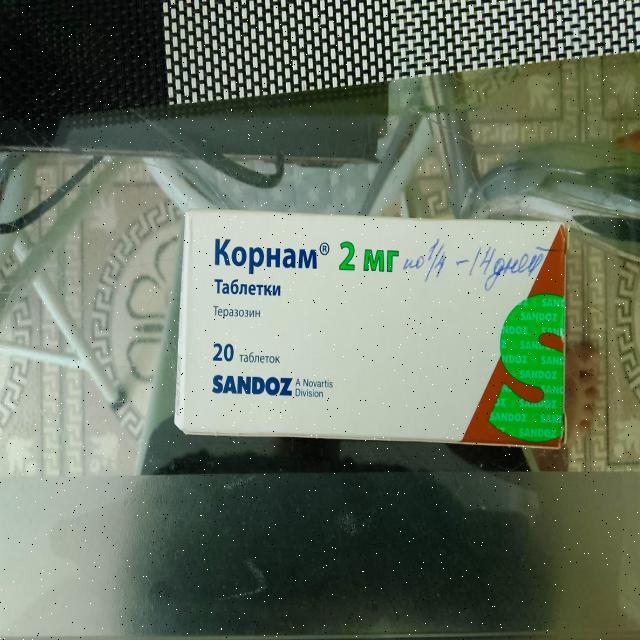 Корнам® 2 мг по 1/4 - 14 дней
Таблетки
Теразозин
20 таблеток
SANDOZ A Novartis
Division